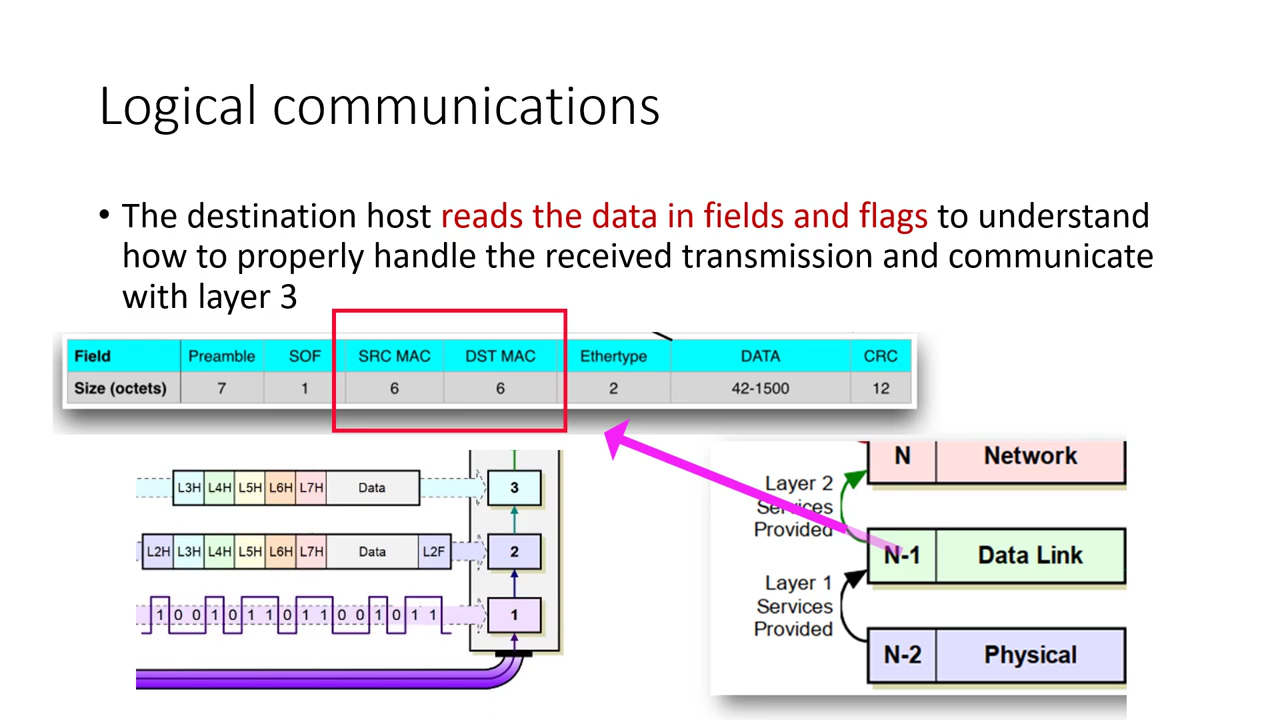 Logical communications
• The destination host reads the data in fields and flags to understand
how to properly handle the received transmission and communicate
with layer 3
Field Preamble SOF SRC MAC DST MAC Ethertype DATA CRC
Size (octets) 7 1 6 6 2 42-1500 12
L3H L4H L5H L6H L7H Data 3
L2H L3H L4H L5H L6H L7H Data L2F 2
1 0 0 1 0 1 1 0 1 1 0 0 1 0 1 1 1
N Network
Layer 2
Services
Provided
N-1 Data Link
Layer 1
Services
Provided
N-2 Physical